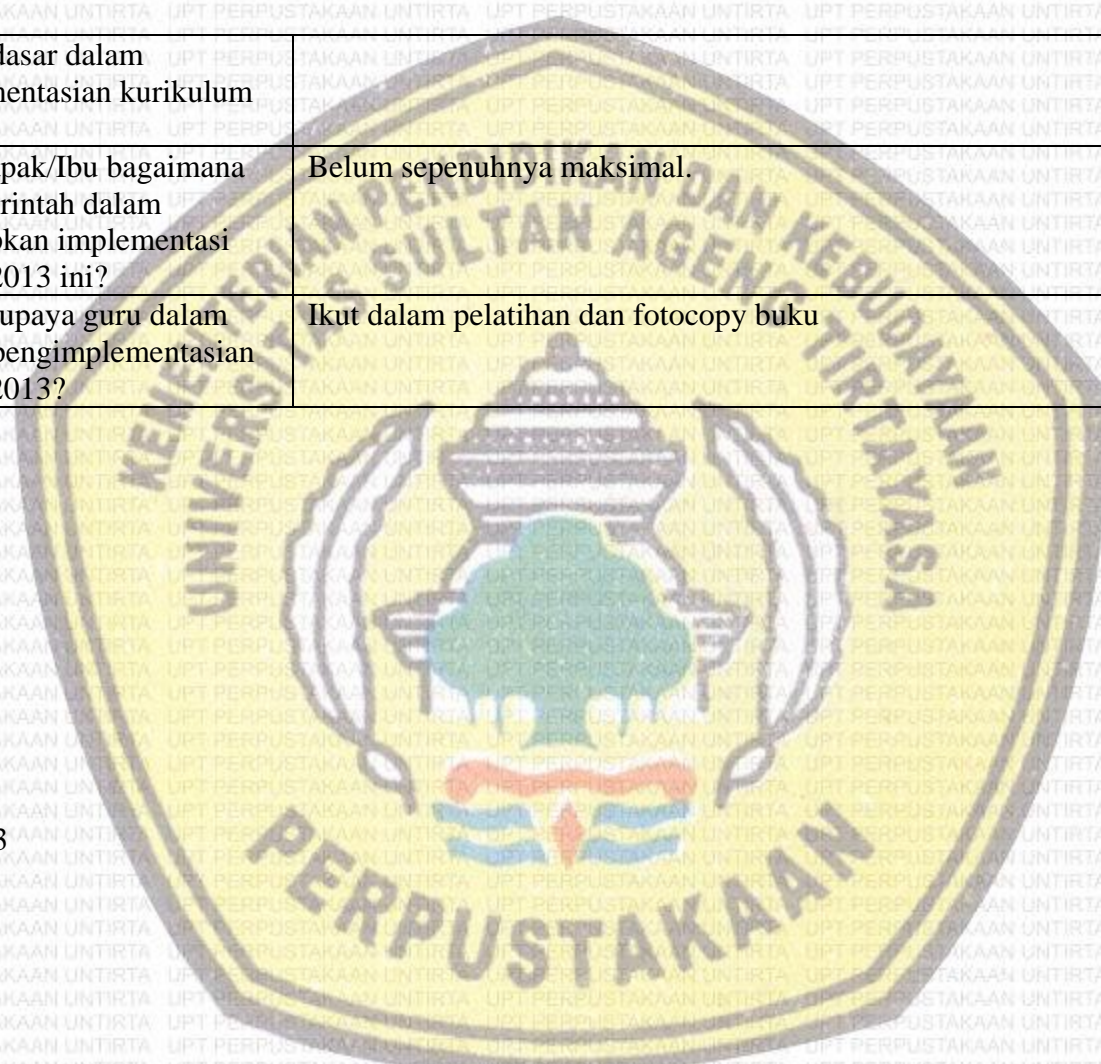 dasar dalam
mentasian kurikulum
pak/Ibu bagaimana
rintah dalam
pkan implementasi
2013 ini?
Belum sepenuhnya maksimal.
upaya guru dalam
pengimplementasian
2013?
Ikut dalam pelatihan dan fotocopy buku
3
KEMENTERIAN PENDIDIKAN DAN KEBUDAYAAN
UNIVERSITAS SULTAN AGENG TIRTAYASA
PERPUSTAKAAN
UPT PERPUSTAKAAN UNTIRTA